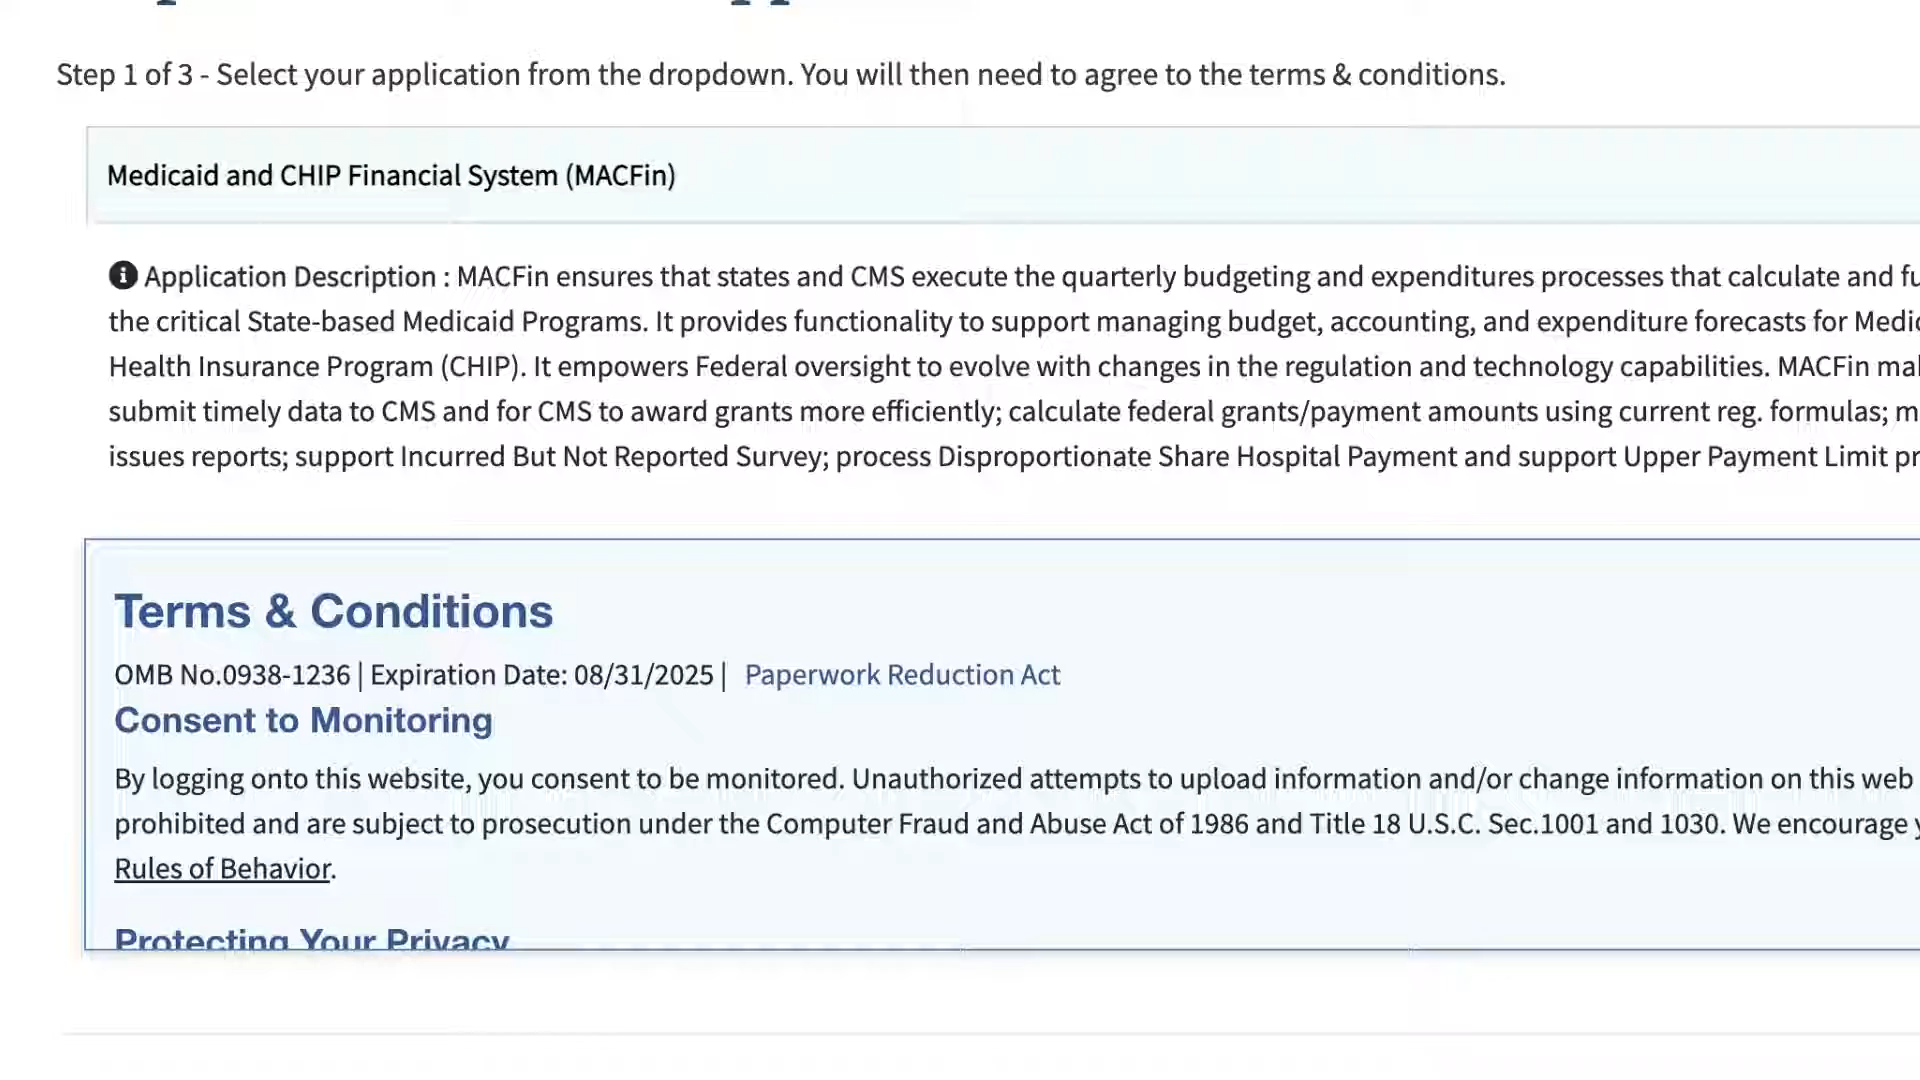 Step 1 of 3 - Select your application from the dropdown. You will then need to agree to the terms & conditions.
Medicaid and CHIP Financial System (MACFin)
Application Description : MACFin ensures that states and CMS execute the quarterly budgeting and expenditures processes that calculate and
the critical State-based Medicaid Programs. It provides functionality to support managing budget, accounting, and expenditure forecasts for
Health Insurance Program (CHIP). It empowers Federal oversight to evolve with changes in the regulation and technology capabilities. MACFin
submit timely data to CMS and for CMS to award grants more efficiently; calculate federal grants/payment amounts using current reg. formulas;
issues reports; support Incurred But Not Reported Survey; process Disproportionate Share Hospital Payment and support Upper Payment Limit
Terms & Conditions
OMB No.0938-1236 | Expiration Date: 08/31/2025 | Paperwork Reduction Act
Consent to Monitoring
By logging onto this website, you consent to be monitored. Unauthorized attempts to upload information and/or change information on this web
prohibited and are subject to prosecution under the Computer Fraud and Abuse Act of 1986 and Title 18 U.S.C. Sec.1001 and 1030. We encourage
Rules of Behavior.
Protecting Your Privacy